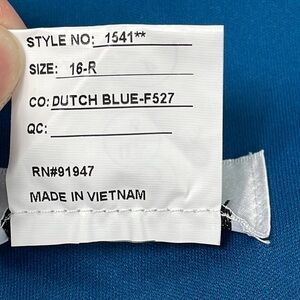 STYLE NO: 1541**
SIZE: 16-R
CO: DUTCH BLUE-F527
QC:
RN#91947
MADE IN VIETNAM